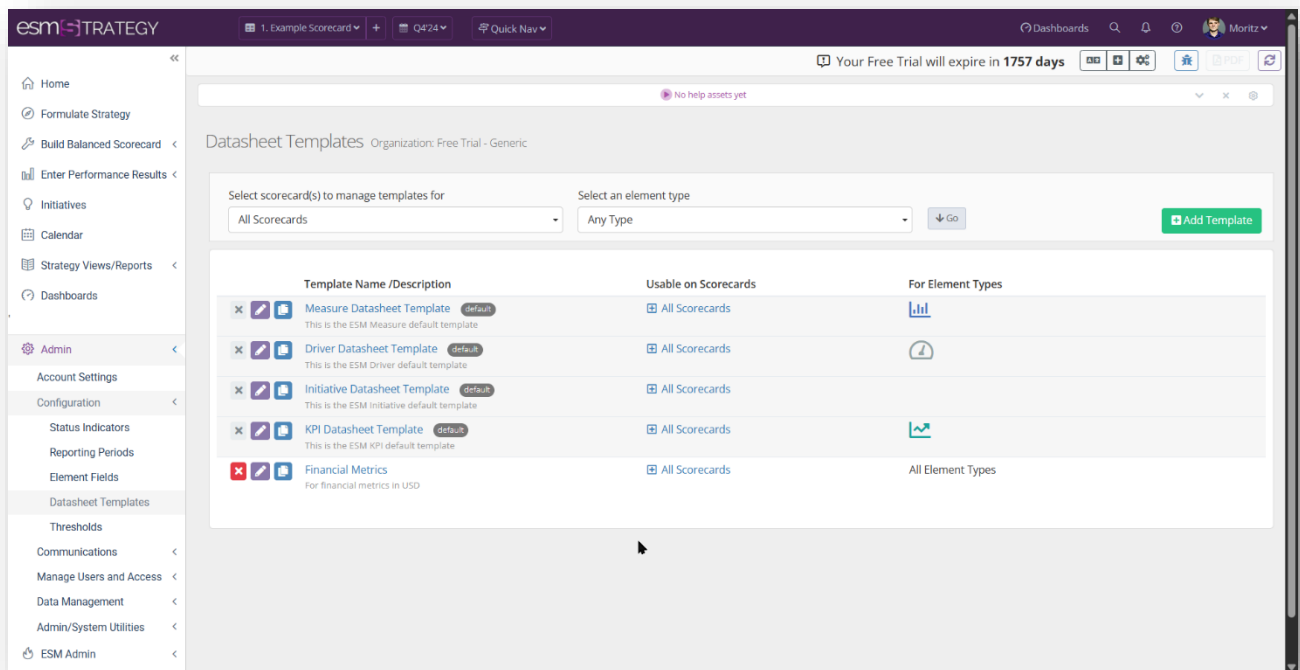 esm STRATEGY
1. Example Scorecard
+
Q4'24
Quick Nav
Dashboards
Moritz
Your Free Trial will expire in 1757 days
PDF
No help assets yet
Home
Formulate Strategy
Build Balanced Scorecard
Enter Performance Results
Initiatives
Calendar
Strategy Views/Reports
Dashboards
Admin
Account Settings
Configuration
Status Indicators
Reporting Periods
Element Fields
Datasheet Templates
Thresholds
Communications
Manage Users and Access
Data Management
Admin/System Utilities
ESM Admin
Datasheet Templates Organization: Free Trial - Generic
Select scorecard(s) to manage templates for
Select an element type
All Scorecards
Any Type
Go
Add Template
Template Name /Description
Usable on Scorecards
For Element Types
Measure Datasheet Template default
All Scorecards
This is the ESM Measure default template
Driver Datasheet Template default
All Scorecards
This is the ESM Driver default template
Initiative Datasheet Template default
All Scorecards
This is the ESM Initiative default template
KPI Datasheet Template default
All Scorecards
This is the ESM KPI default template
Financial Metrics
All Scorecards
All Element Types
For financial metrics in USD